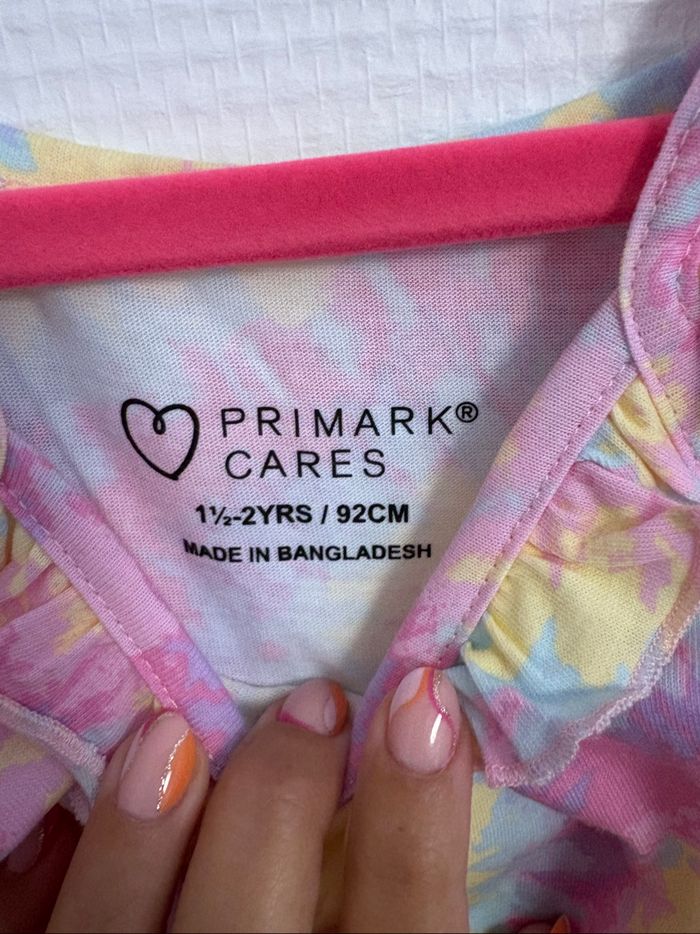 PRIMARK®
CARES
1½-2YRS / 92CM
MADE IN BANGLADESH